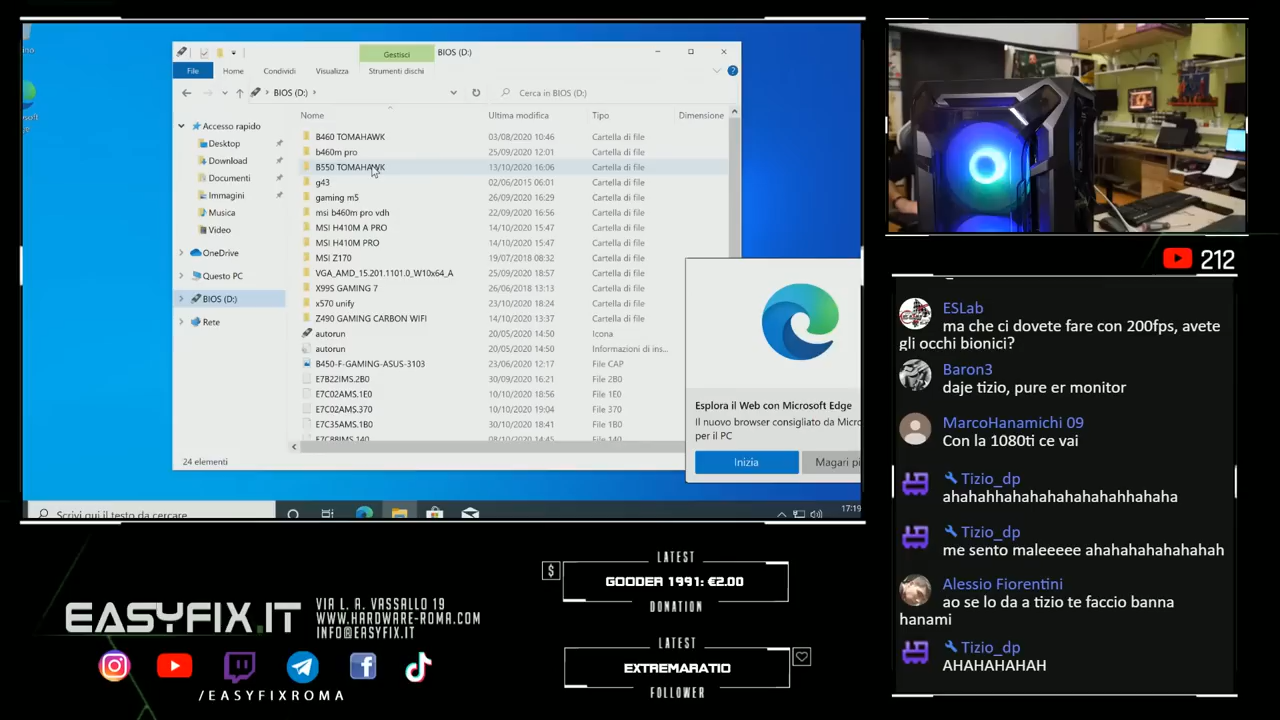 Gestisci
BIOS (D:)
File
Home
Condividi
Visualizza
Strumenti dischi
BIOS (D:)
Cerca in BIOS (D:)
Nome
Ultima modifica
Tipo
Dimensione
Accesso rapido
Desktop
Download
Documenti
Immagini
Musica
Video
OneDrive
Questo PC
BIOS (D:)
Rete
B460 TOMAHAWK 03/08/2020 10:46 Cartella di file
b460m pro 25/09/2020 12:01 Cartella di file
B550 TOMAHAWK 13/10/2020 16:06 Cartella di file
g43 02/06/2015 06:01 Cartella di file
gaming m5 26/09/2020 16:29 Cartella di file
msi b460m pro vdh 22/09/2020 16:56 Cartella di file
MSI H410M A PRO 14/10/2020 15:47 Cartella di file
MSI H410M PRO 14/10/2020 15:47 Cartella di file
MSI Z170 19/07/2018 08:32 Cartella di file
VGA_AMD_15.201.1101.0_W10x64_A 25/09/2020 18:57 Cartella di file
X99S GAMING 7 26/06/2018 13:13 Cartella di file
x570 unify 23/10/2020 18:24 Cartella di file
Z490 GAMING CARBON WIFI 14/10/2020 13:37 Cartella di file
autorun 20/05/2020 14:50 Icona
autorun 20/05/2020 14:50 Informazioni di ins...
B450-F-GAMING-ASUS-3103 23/06/2020 12:17 File CAP
E7B22IMS.2B0 30/09/2020 16:21 File 2B0
E7C02AMS.1E0 10/10/2020 18:56 File 1E0
E7C02AMS.370 10/10/2020 19:04 File 370
E7C35AMS.1B0 30/10/2020 18:41 File 1B0
E7C88IMS.140 08/10/2020 14:45 File 140
24 elementi
Esplora il Web con Microsoft Edge
Il nuovo browser consigliato da Micro
per il PC
Inizia
Magari pi
Scrivi qui il testo da cercare
17:19
212
ESLab
ma che ci dovete fare con 200fps, avete
gli occhi bionici?
Baron3
daje tizio, pure er monitor
MarcoHanamichi 09
Con la 1080ti ce vai
Tizio_dp
ahahahhahahahahahahhahaha
Tizio_dp
me sento maleeeee ahahahahahahah
Alessio Fiorentini
ao se lo da a tizio te faccio banna
hanami
Tizio_dp
AHAHAHAHAH
EASYFIX.IT
VIA L. A. VASSALLO 19
WWW.HARDWARE-ROMA.COM
INFO@EASYFIX.IT
/EASYFIXROMA
LATEST
$
GOODER 1991: €2.00
DONATION
LATEST
EXTREMARATIO
FOLLOWER